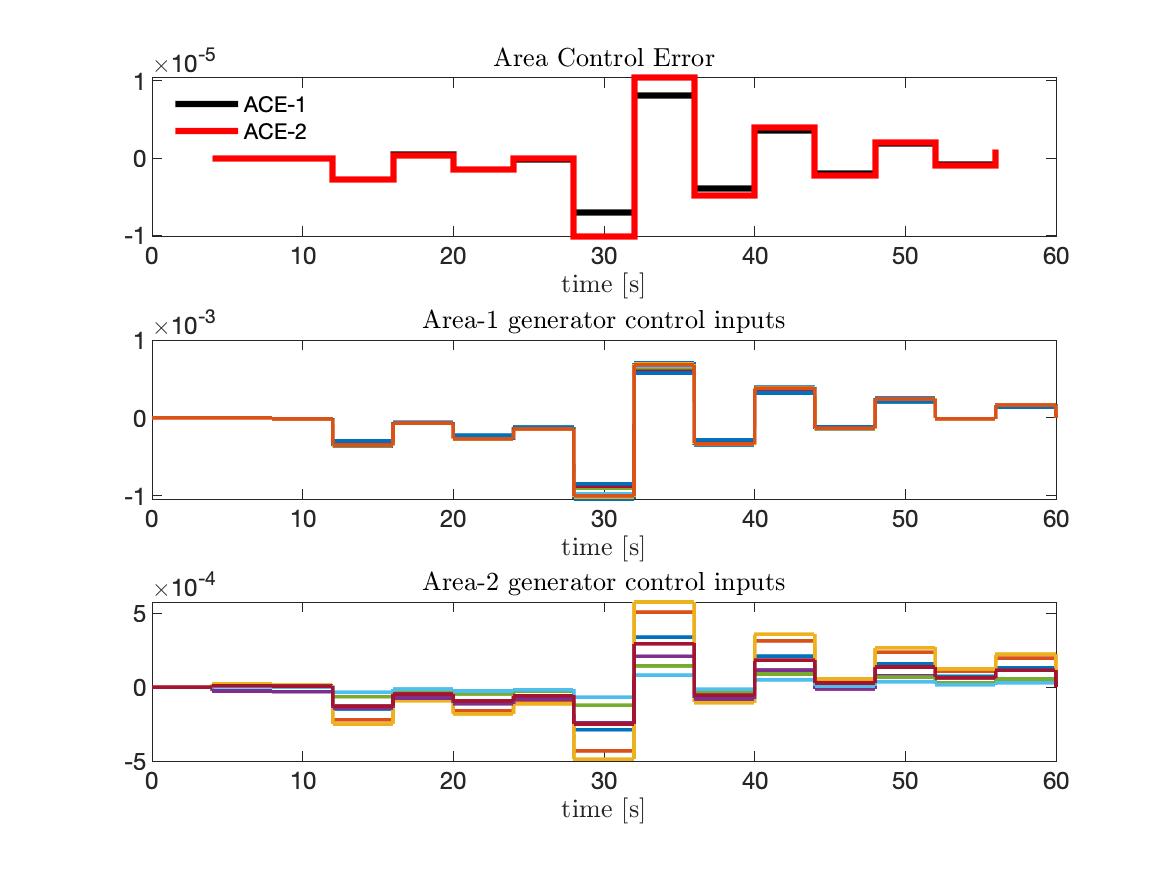 Area Control Error
×10-5
1
0
-1
ACE-1
ACE-2
0 10 20 30 40 50 60
time [s]
Area-1 generator control inputs
×10-3
1
0
-1
0 10 20 30 40 50 60
time [s]
Area-2 generator control inputs
×10-4
5
0
-5
0 10 20 30 40 50 60
time [s]